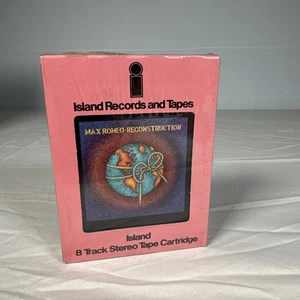 Island Records and Tapes
MAX ROMEO·RECONSTRUCTION
Island
8 Track Stereo Tape Cartridge